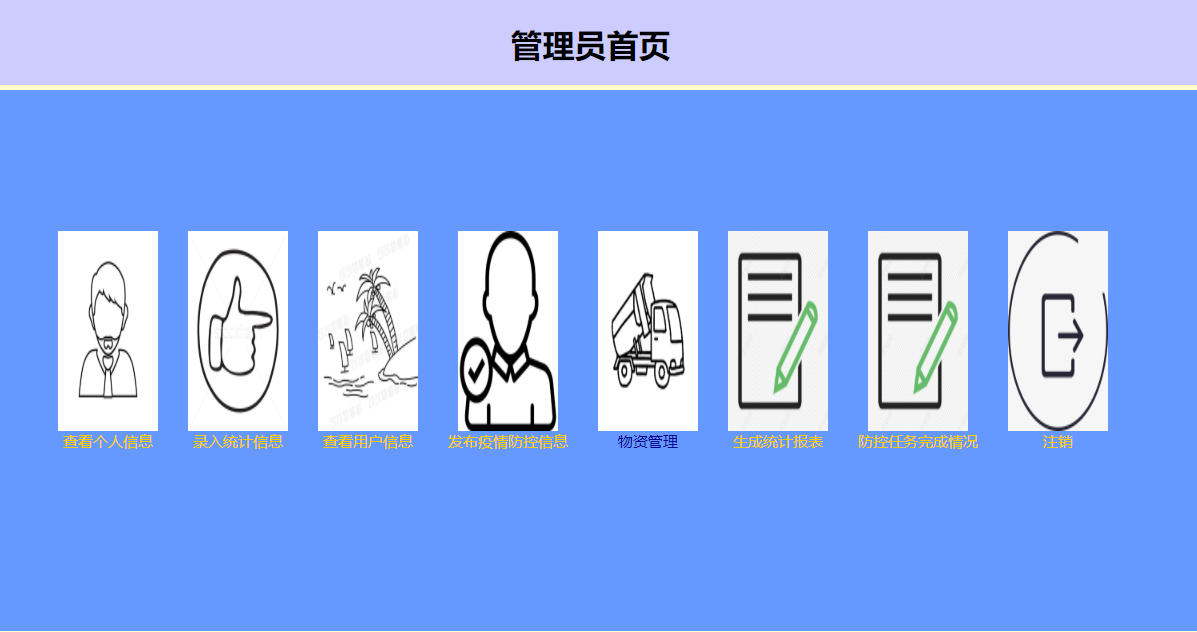 管理员首页
查看个人信息
录入统计信息
查看用户信息
发布疫情防控信息
物资管理
生成统计报表
防控任务完成情况
注销